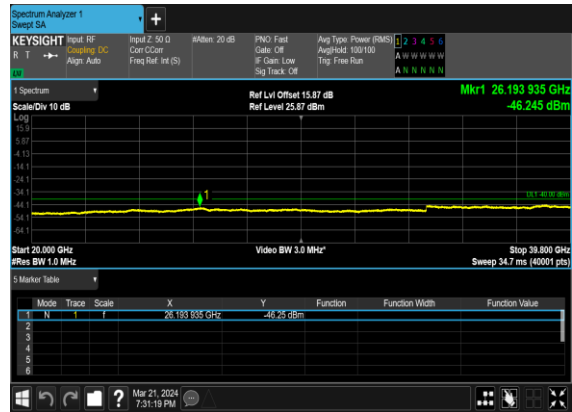 Spectrum Analyzer 1
Swept SA
KEYSIGHT Input: RF Input Z: 50 Ω #Atten: 20 dB PNO: Fast Avg Type: Power (RMS) 1 2 3 4 5 6
R T Coupling: DC Corr CCorr Gate: Off Avg|Hold: 100/100 A W W W W W
Align: Auto Freq Ref: Int (S) IF Gain: Low Trig: Free Run
LW Sig Track: Off A N N N N N
1 Spectrum Ref Lvl Offset 15.87 dB Mkr1 26.193 935 GHz
Scale/Div 10 dB Ref Level 25.87 dBm -46.245 dBm
Log
15.9
5.87
-4.13
-14.1
-24.1
-34.1 1 DL1 -40.00 dBm
-44.1
-54.1
-64.1
Start 20.000 GHz Video BW 3.0 MHz* Stop 39.800 GHz
#Res BW 1.0 MHz Sweep 34.7 ms (40001 pts)
5 Marker Table
Mode Trace Scale X Y Function Function Width Function Value
1 N 1 f 26.193 935 GHz -46.25 dBm
2
3
4
5
6
? Mar 21, 2024
7:31:19 PM